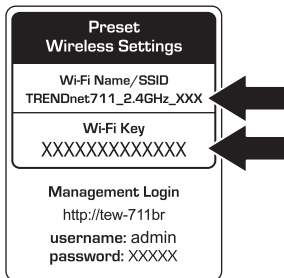 Preset
Wireless Settings
Wi-Fi Name/SSID
TRENDnet711_2.4GHz_XXX
Wi-Fi Key
XXXXXXXXXXXXX
Management Login
http://tew-711br
username: admin
password: XXXXX